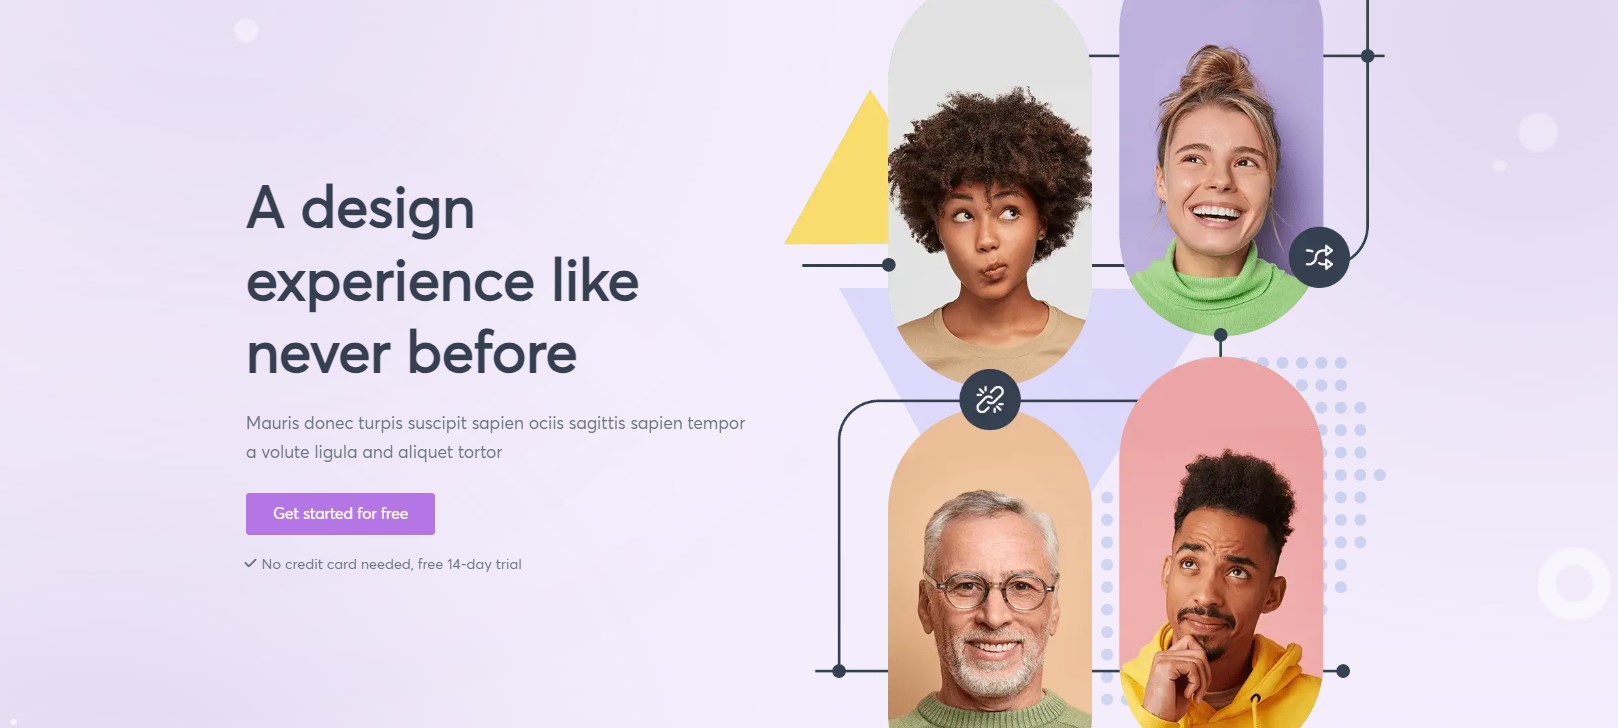 A design
experience like
never before
Mauris donec turpis suscipit sapien ociis sagittis sapien tempor
a volute ligula and aliquet tortor
Get started for free
No credit card needed, free 14-day trial